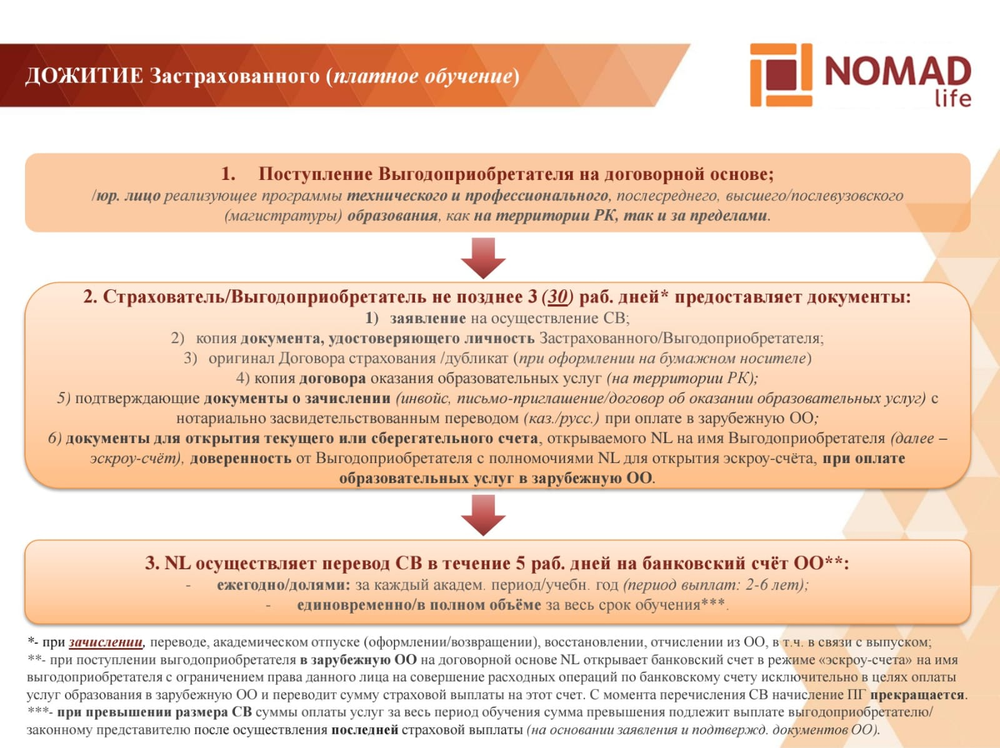 ДОЖИТИЕ Застрахованного (платное обучение)
NOMAD
life
1. Поступление Выгодоприобретателя на договорной основе;
/юр. лицо реализующее программы технического и профессионального, послесреднего, высшего/послевузовского
(магистратуры) образования, как на территории РК, так и за пределами.
2. Страхователь/Выгодоприобретатель не позднее 3 (30) раб. дней* предоставляет документы:
1) заявление на осуществление СВ;
2) копия документа, удостоверяющего личность Застрахованного/Выгодоприобретателя;
3) оригинал Договора страхования /дубликат (при оформлении на бумажном носителе)
4) копия договора оказания образовательных услуг (на территории РК);
5) подтверждающие документы о зачислении (инвойс, письмо-приглашение/договор об оказании образовательных услуг) с
нотариально засвидетельствованным переводом (каз./русс.) при оплате в зарубежную ОО;
6) документы для открытия текущего или сберегательного счета, открываемого NL на имя Выгодоприобретателя (далее –
эскроу-счёт), доверенность от Выгодоприобретателя с полномочиями NL для открытия эскроу-счёта, при оплате
образовательных услуг в зарубежную ОО.
3. NL осуществляет перевод СВ в течение 5 раб. дней на банковский счёт ОО**:
- ежегодно/долями: за каждый академ. период/учебн. год (период выплат: 2-6 лет);
- единовременно/в полном объёме за весь срок обучения***.
*- при зачислении, переводе, академическом отпуске (оформлении/возвращении), восстановлении, отчислении из ОО, в т.ч. в связи с выпуском;
**- при поступлении выгодоприобретателя в зарубежную ОО на договорной основе NL открывает банковский счет в режиме «эскроу-счета» на имя
выгодоприобретателя с ограничением права данного лица на совершение расходных операций по банковскому счету исключительно в целях оплаты
услуг образования в зарубежную ОО и переводит сумму страховой выплаты на этот счет. С момента перечисления СВ начисление ПГ прекращается.
***- при превышении размера СВ суммы оплаты услуг за весь период обучения сумма превышения подлежит выплате выгодоприобретателю/
законному представителю после осуществления последней страховой выплаты (на основании заявления и подтвержд. документов ОО).